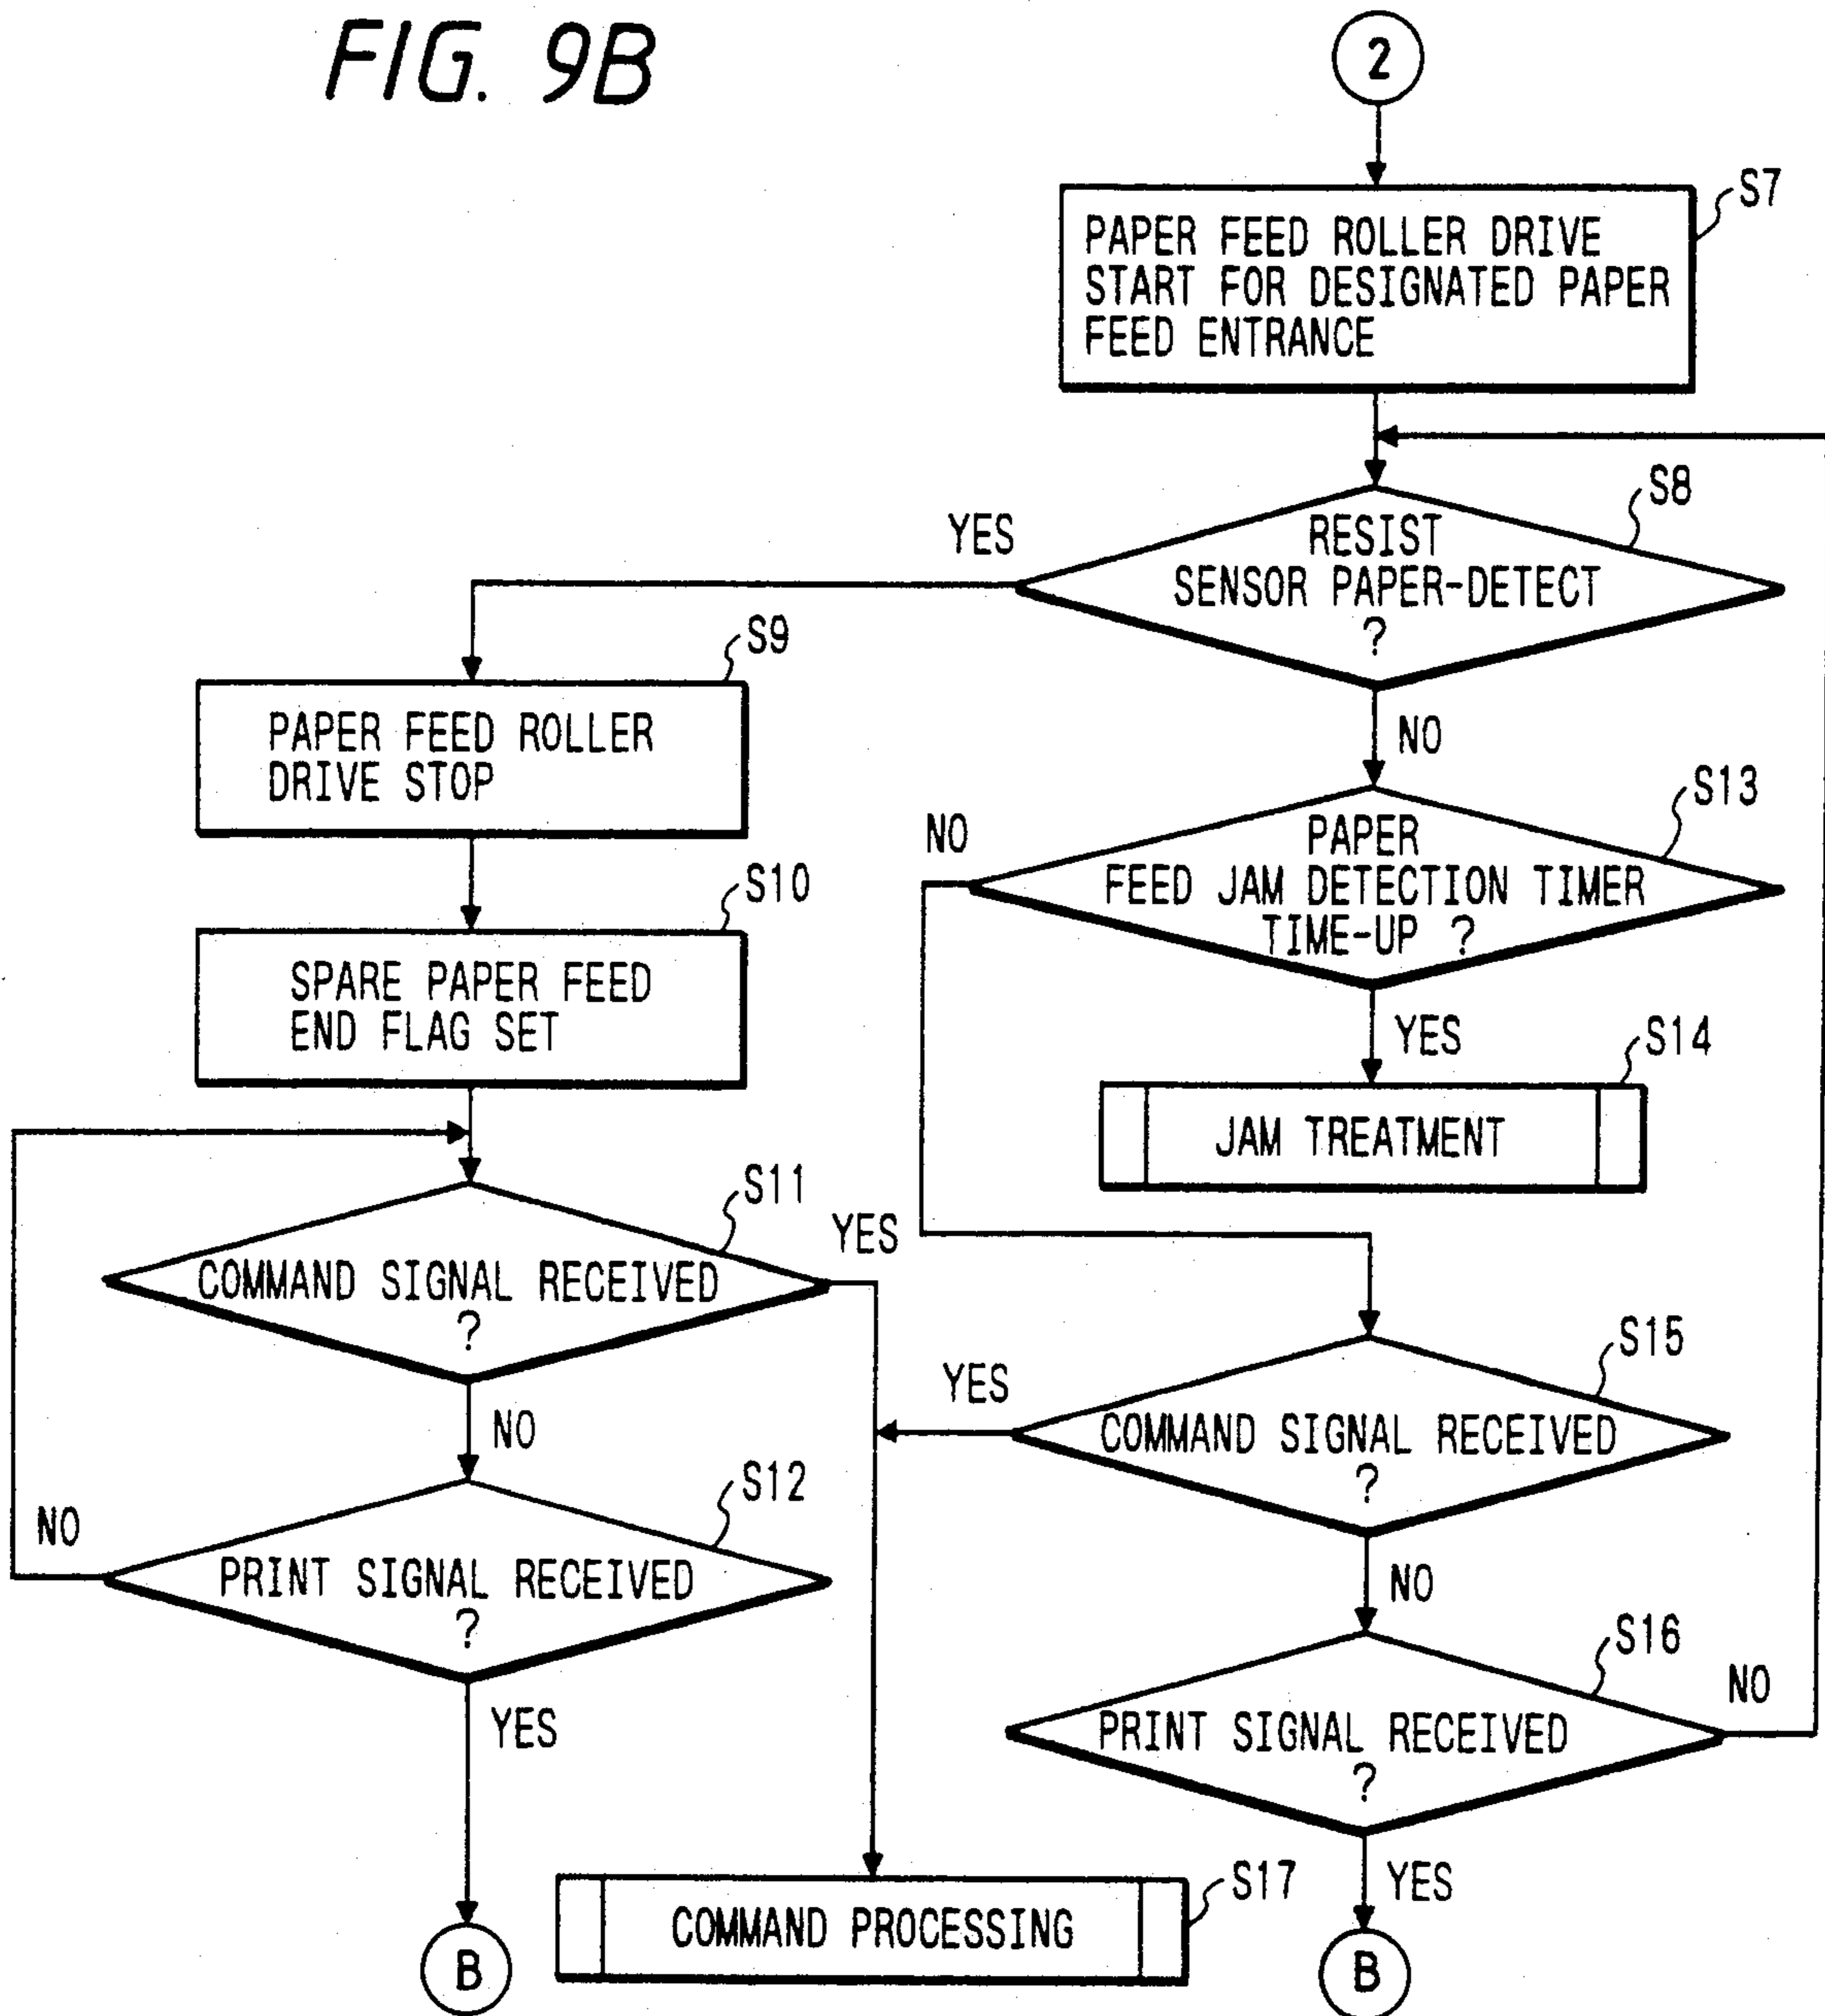 FIG. 9B
2
S7
PAPER FEED ROLLER DRIVE
START FOR DESIGNATED PAPER
FEED ENTRANCE
S8
RESIST
SENSOR PAPER-DETECT
?
YES
NO
S9
PAPER FEED ROLLER
DRIVE STOP
S13
PAPER
FEED JAM DETECTION TIMER
TIME-UP ?
NO
YES
S10
SPARE PAPER FEED
END FLAG SET
S14
JAM TREATMENT
S11
COMMAND SIGNAL RECEIVED
?
YES
NO
S15
COMMAND SIGNAL RECEIVED
?
YES
NO
S12
PRINT SIGNAL RECEIVED
?
NO
YES
S16
PRINT SIGNAL RECEIVED
?
NO
YES
S17
COMMAND PROCESSING
B
B